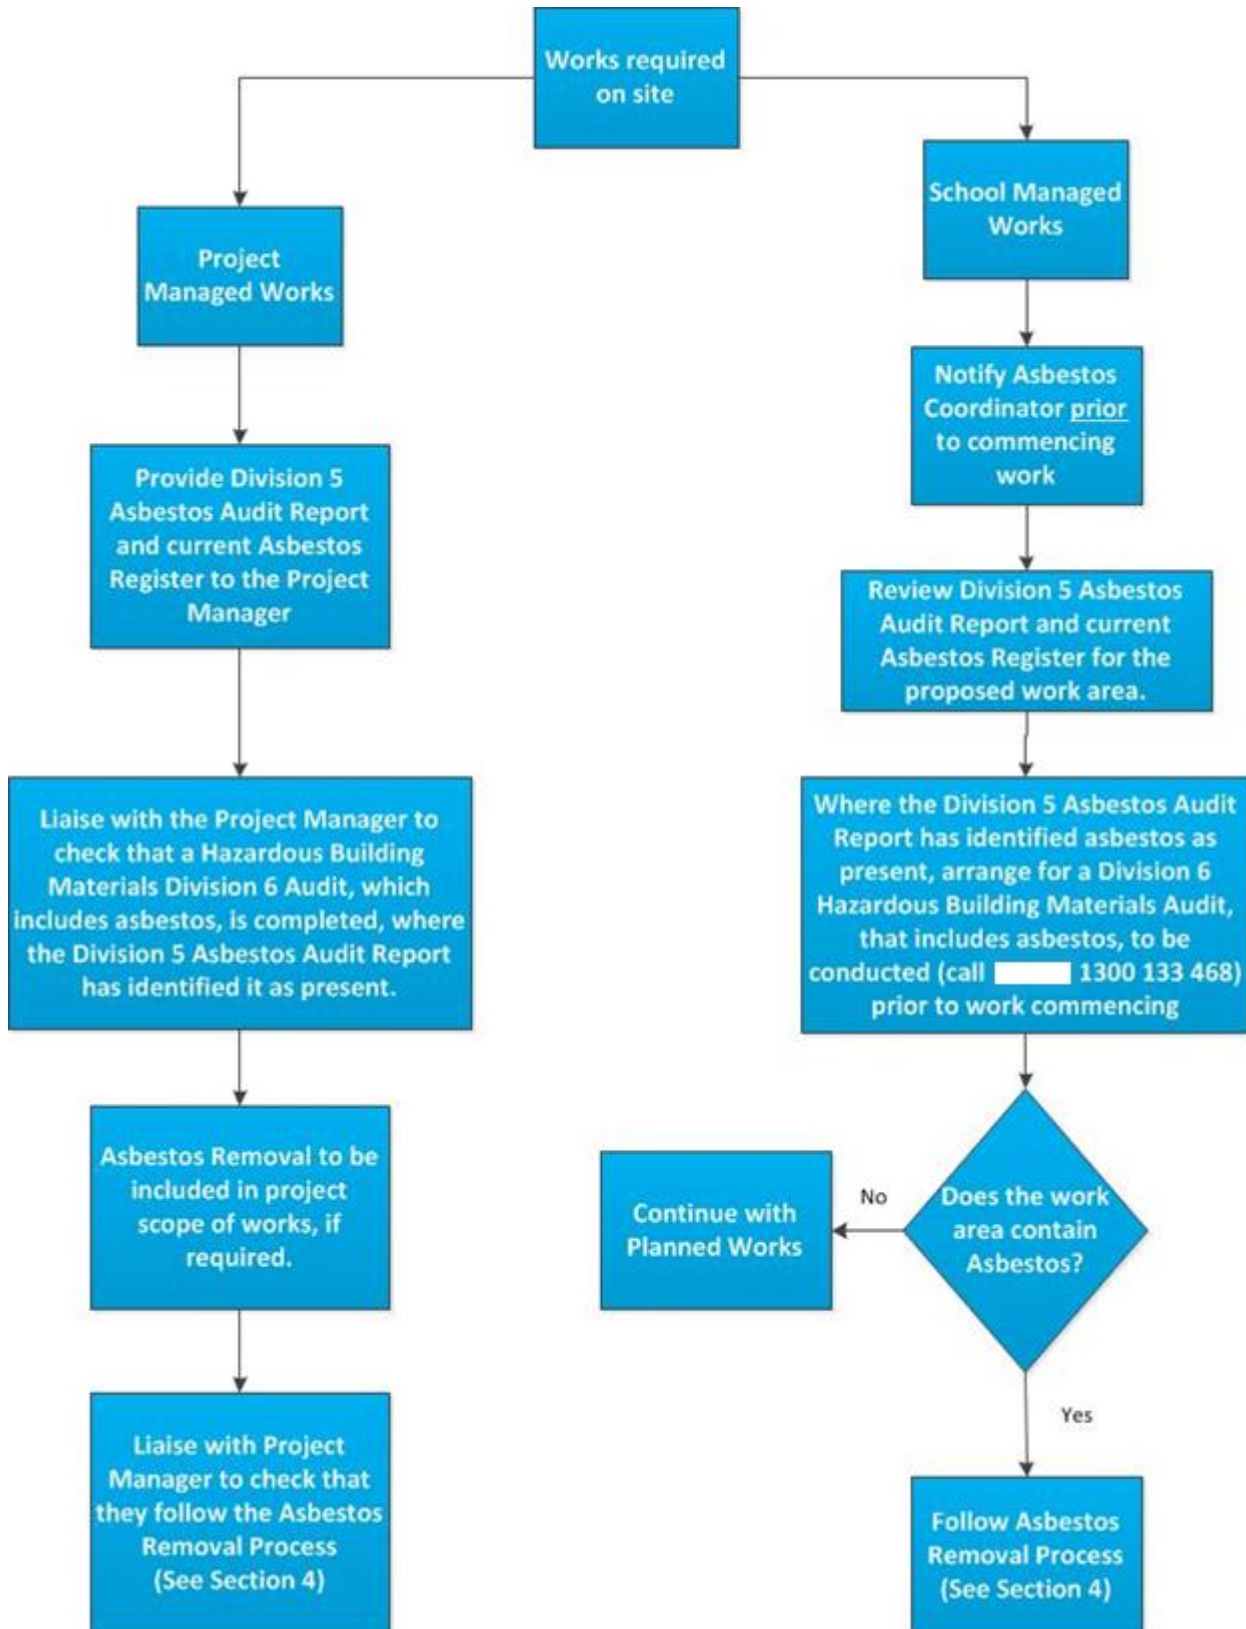 Works required
on site
Project
Managed Works
Provide Division 5
Asbestos Audit Report
and current Asbestos
Register to the Project
Manager
Liaise with the Project Manager to
check that a Hazardous Building
Materials Division 6 Audit, which
includes asbestos, is completed, where
the Division 5 Asbestos Audit Report
has identified it as present.
Asbestos Removal to be
included in project
scope of works, if
required.
Liaise with Project
Manager to check that
they follow the Asbestos
Removal Process
(See Section 4)
School Managed
Works
Notify Asbestos
Coordinator prior
to commencing
work
Review Division 5 Asbestos
Audit Report and current
Asbestos Register for the
proposed work area.
Where the Division 5 Asbestos Audit
Report has identified asbestos as
present, arrange for a Division 6
Hazardous Building Materials Audit,
that includes asbestos, to be
conducted (call 1300 133 468)
prior to work commencing
Does the work
area contain
Asbestos?
No
Continue with
Planned Works
Yes
Follow Asbestos
Removal Process
(See Section 4)